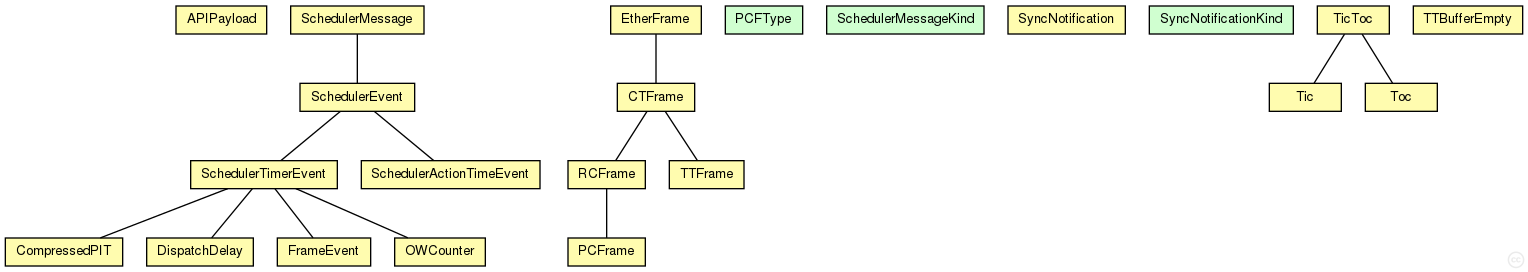 APIPayload
SchedulerMessage
EtherFrame
PCFType
SchedulerMessageKind
SyncNotification
SyncNotificationKind
TicToc
TTBufferEmpty
SchedulerEvent
CTFrame
Tic
Toc
SchedulerTimerEvent
SchedulerActionTimeEvent
RCFrame
TTFrame
CompressedPIT
DispatchDelay
FrameEvent
OWCounter
PCFrame
cc